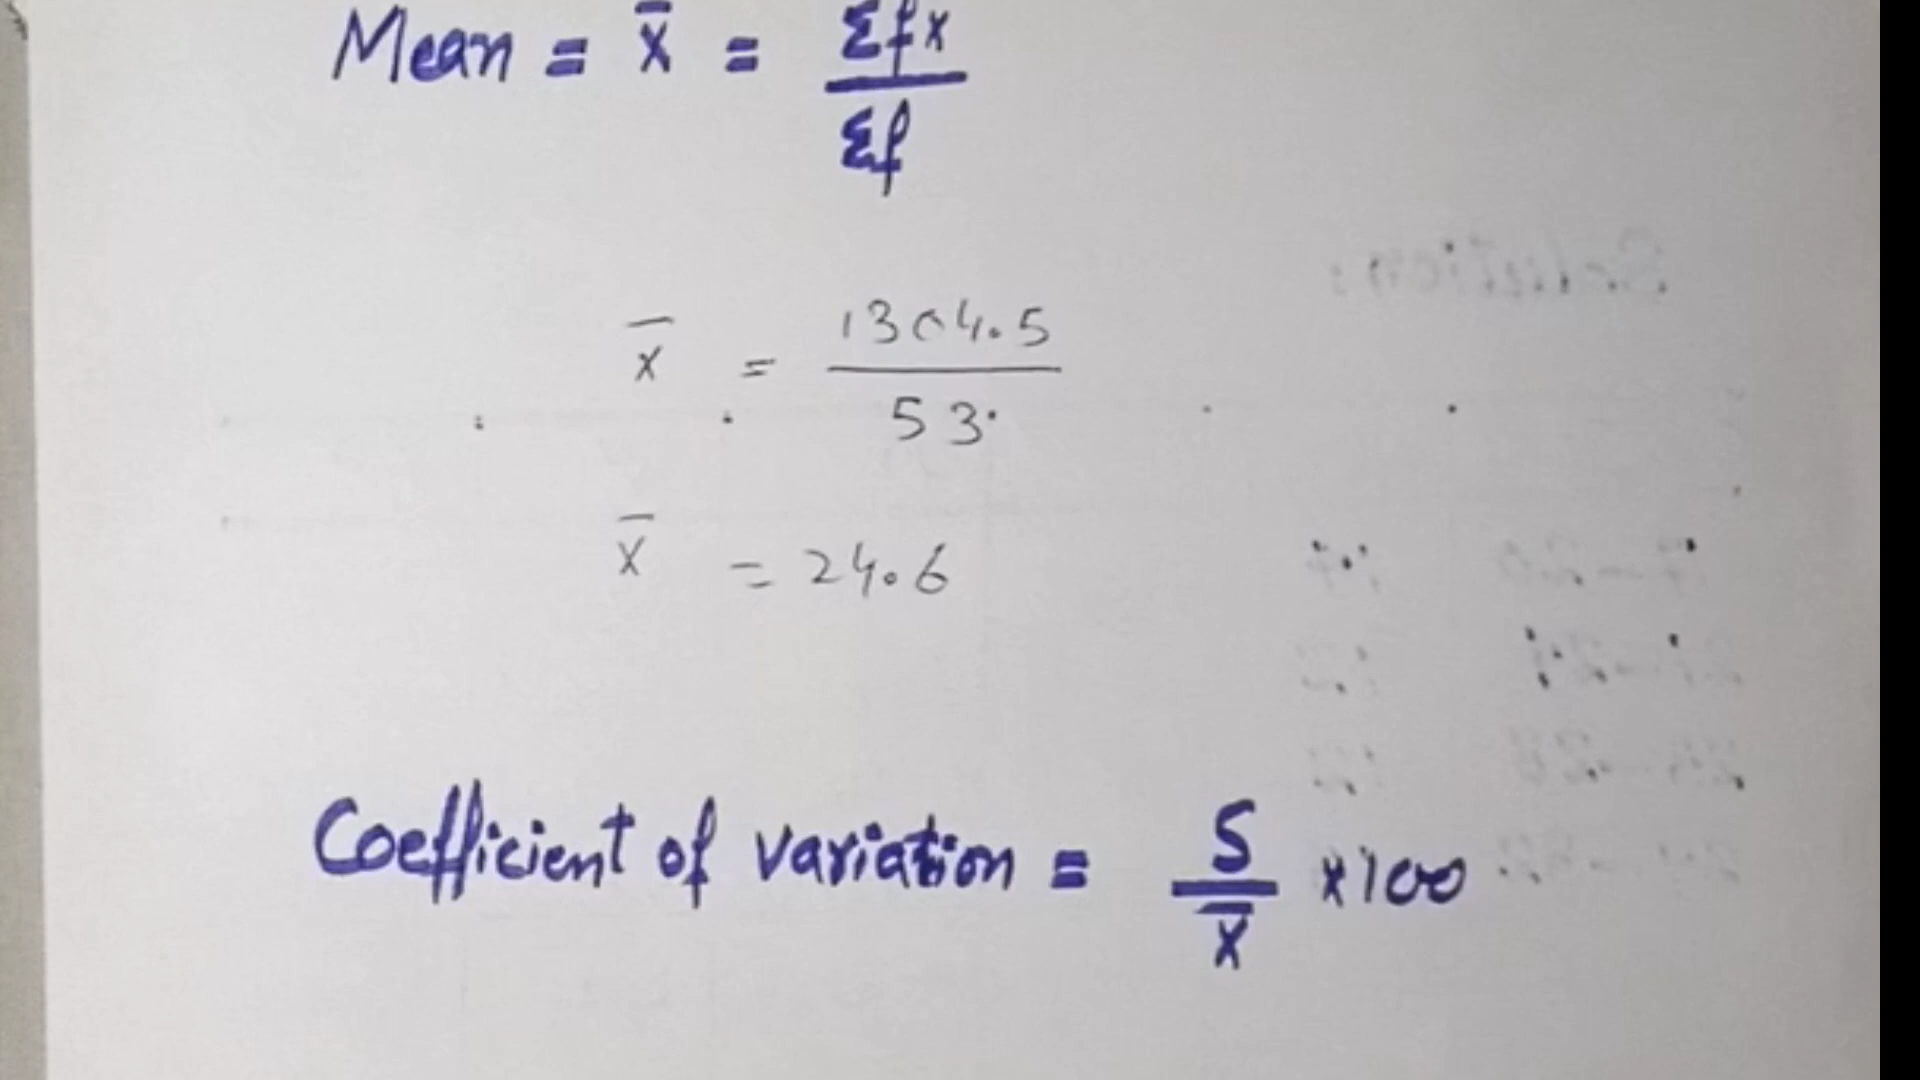 Mean = x̄ = Σfx / Σf
x̄ = 1304.5 / 53
x̄ = 24.6
Coefficient of variation = S / x̄ ×100